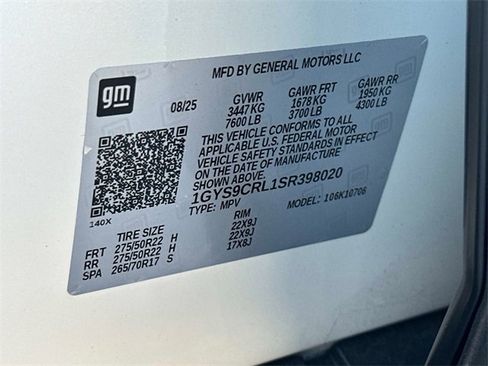 MFD BY GENERAL MOTORS LLC
gm
08/25 GVWR GAWR FRT GAWR RR
3447 KG 1678 KG 1950 KG
7600 LB 3700 LB 4300 LB
THIS VEHICLE CONFORMS TO ALL
APPLICABLE U.S. FEDERAL MOTOR
VEHICLE SAFETY STANDARDS IN EFFECT
ON THE DATE OF MANUFACTURE
1GYS9CRL1SR398020
TYPE: MPV MODEL: 106K10706
140X
TIRE SIZE RIM
FRT 275/50R22 H 22X9J
RR 275/50R22 H 22X9J
SPA 265/70R17 S 17X8J